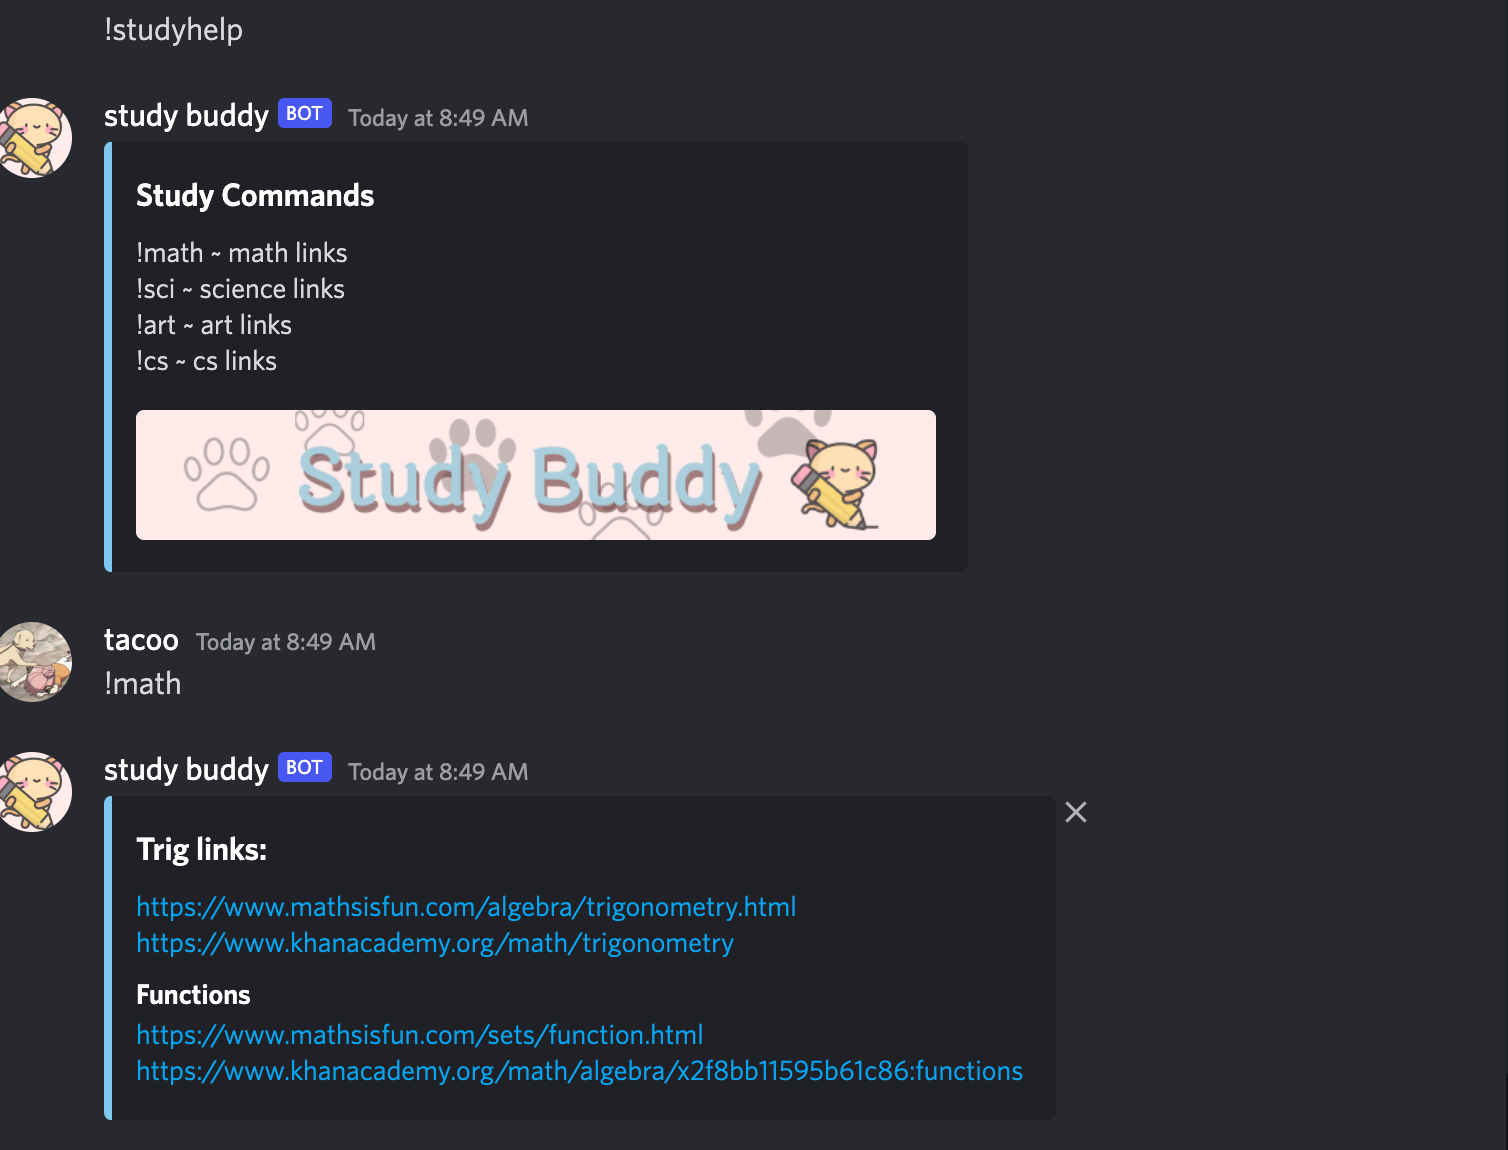 !studyhelp
study buddy BOT Today at 8:49 AM
Study Commands
!math ~ math links
!sci ~ science links
!art ~ art links
!cs ~ cs links
Study Buddy
tacoo Today at 8:49 AM
!math
study buddy BOT Today at 8:49 AM
Trig links:
https://www.mathsisfun.com/algebra/trigonometry.html
https://www.khanacademy.org/math/trigonometry
Functions
https://www.mathsisfun.com/sets/function.html
https://www.khanacademy.org/math/algebra/x2f8bb11595b61c86:functions